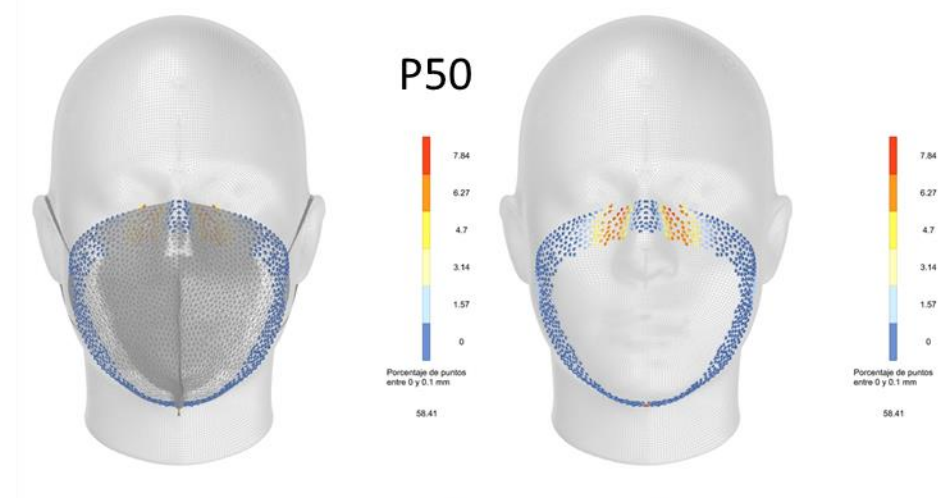 P50
7.84
6.27
4.7
3.14
1.57
0
Porcentaje de puntos
entre 0 y 0.1 mm
58.41
7.84
6.27
4.7
3.14
1.57
0
Porcentaje de puntos
entre 0 y 0.1 mm
58.41